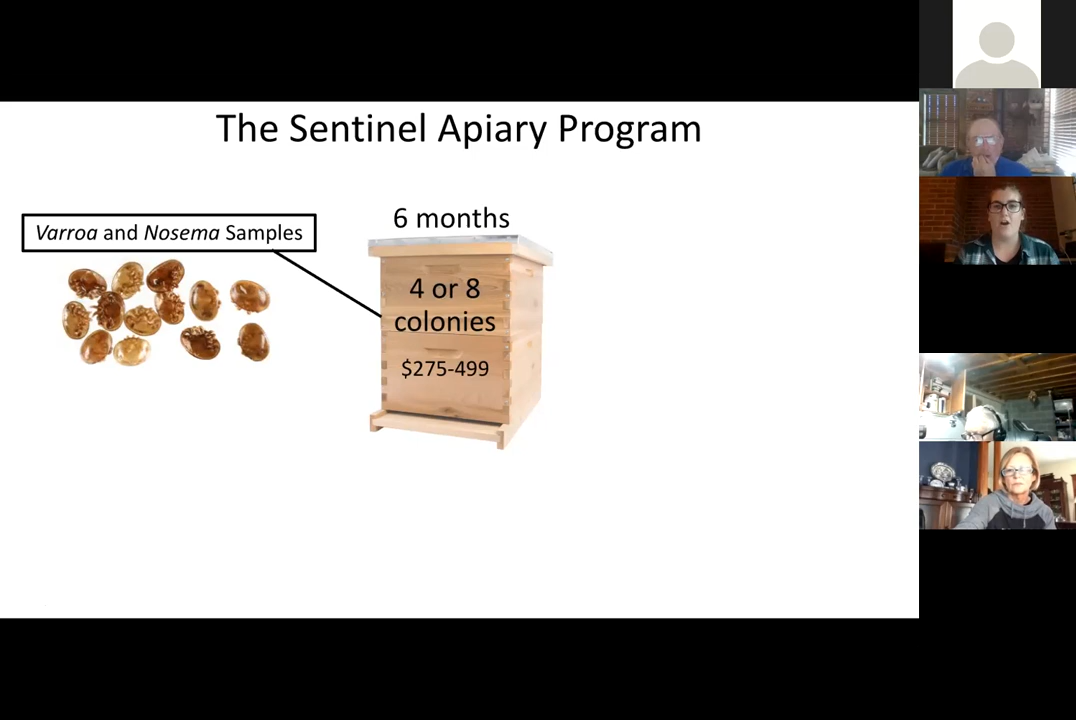 The Sentinel Apiary Program
Varroa and Nosema Samples
6 months
4 or 8
colonies
$275-499